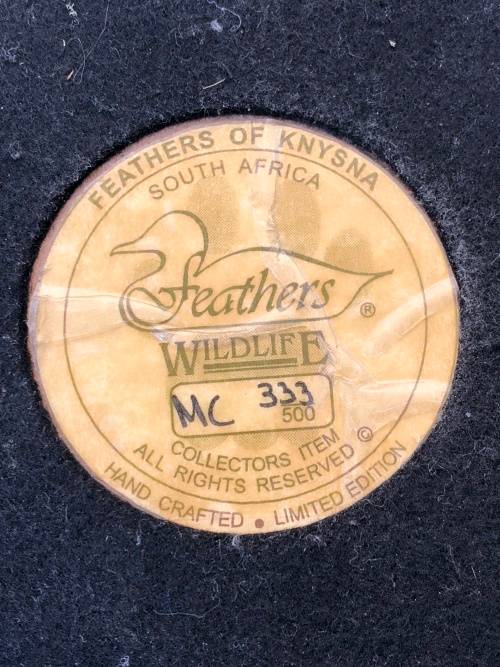 FEATHERS OF KNYSNA
SOUTH AFRICA
Feathers
®
WILDLIFE
MC 333
500
COLLECTORS ITEM
ALL RIGHTS RESERVED ©
HAND CRAFTED • LIMITED EDITION